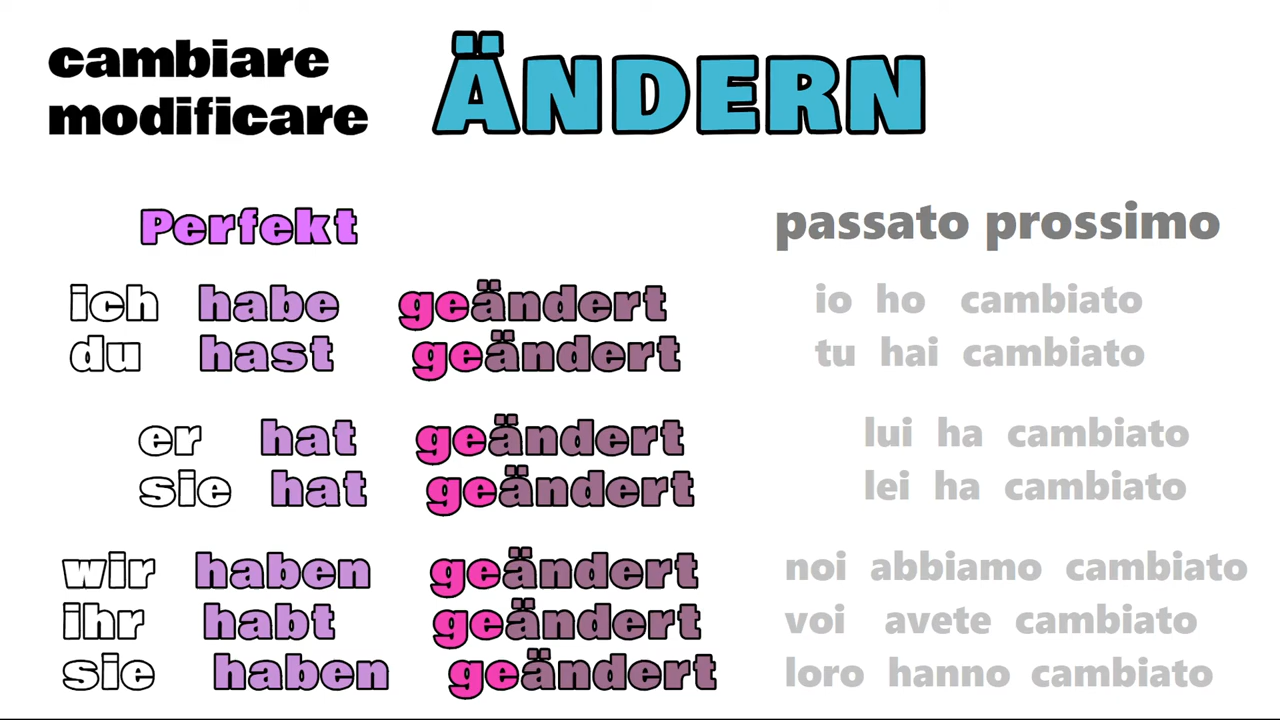 cambiare
modificare
ÄNDERN
Perfekt passato prossimo
ich habe geändert io ho cambiato
du hast geändert tu hai cambiato
er hat geändert lui ha cambiato
sie hat geändert lei ha cambiato
wir haben geändert noi abbiamo cambiato
ihr habt geändert voi avete cambiato
sie haben geändert loro hanno cambiato